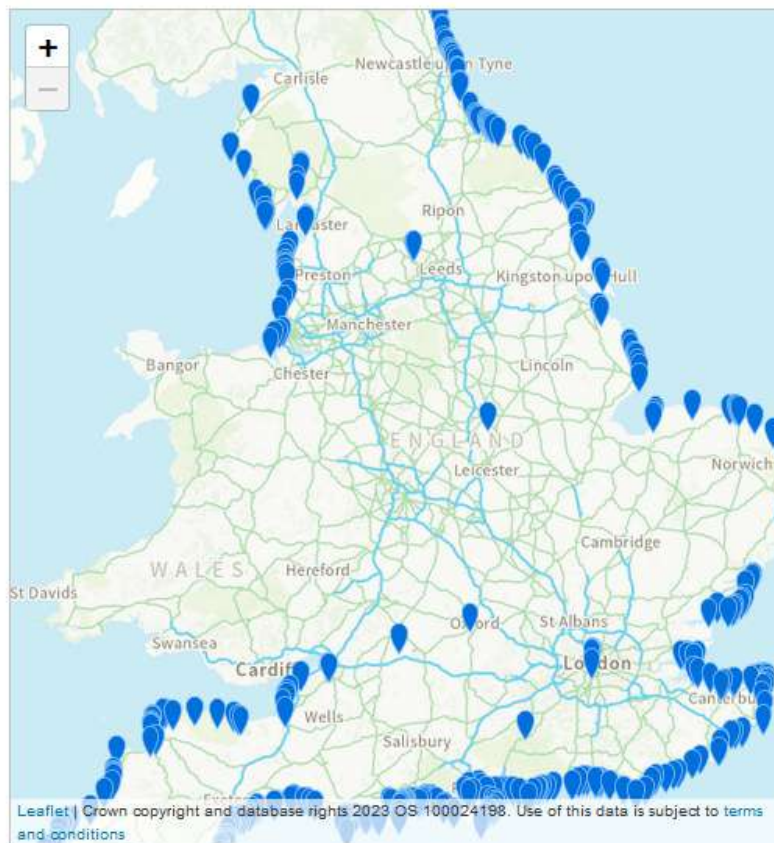 +
−
Carlisle
Newcastle upon Tyne
Ripon
Lancaster
Leeds
Preston
Kingston upon Hull
Manchester
Bangor
Lincoln
Chester
ENGLAND
Norwich
Leicester
Cambridge
WALES
Hereford
St Davids
Oxford
St Albans
Swansea
Cardiff
London
Canterbu
Wells
Salisbury
Exeter
Leaflet | Crown copyright and database rights 2023 OS 100024198. Use of this data is subject to terms
and conditions